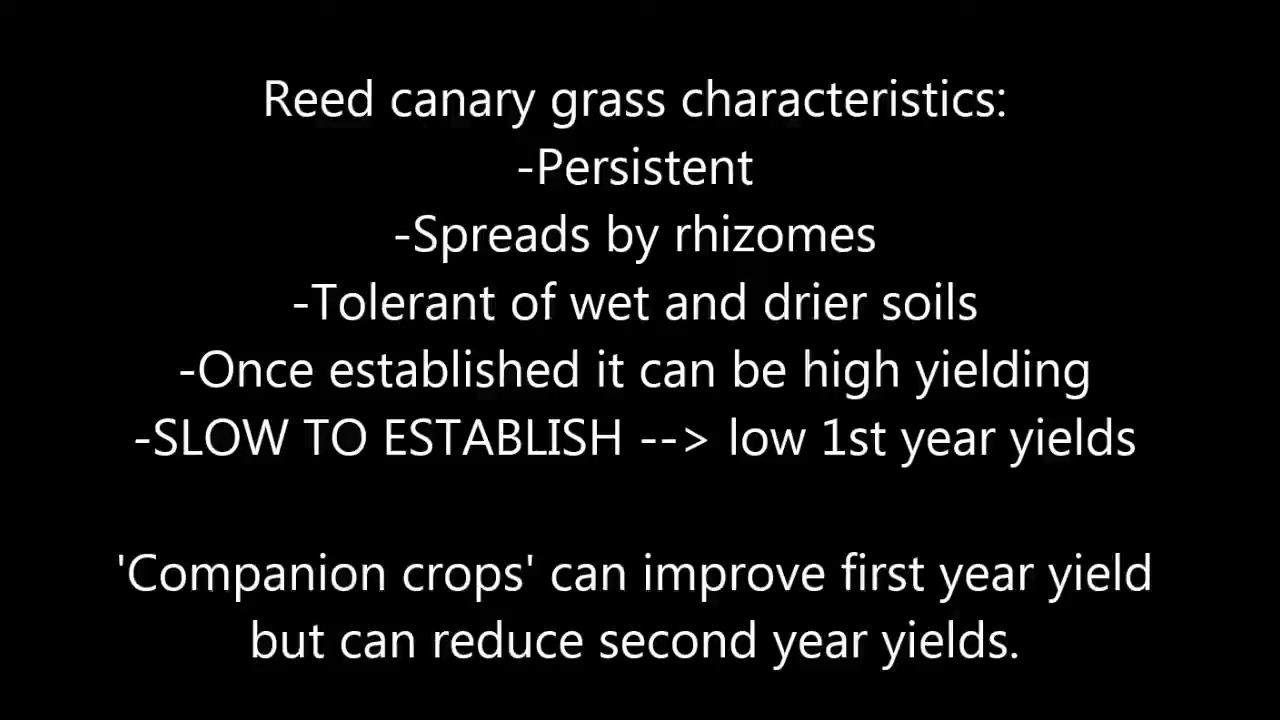 Reed canary grass characteristics:
-Persistent
-Spreads by rhizomes
-Tolerant of wet and drier soils
-Once established it can be high yielding
-SLOW TO ESTABLISH --> low 1st year yields
'Companion crops' can improve first year yield
but can reduce second year yields.